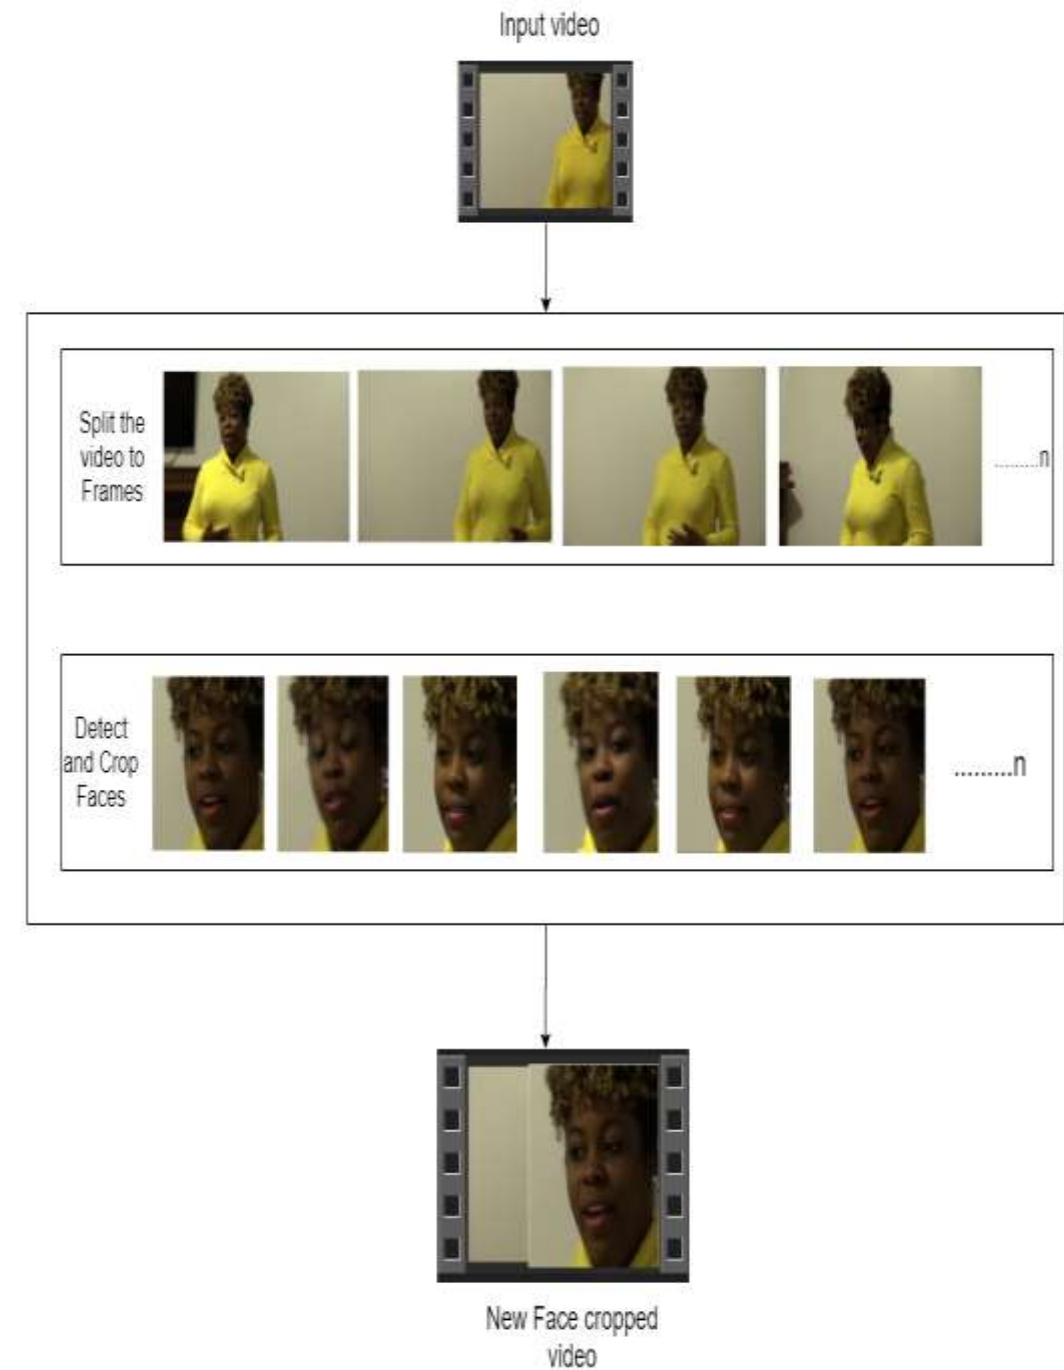 Input video
Split the
video to
Frames
.........n
Detect
and Crop
Faces
.........n
New Face cropped
video